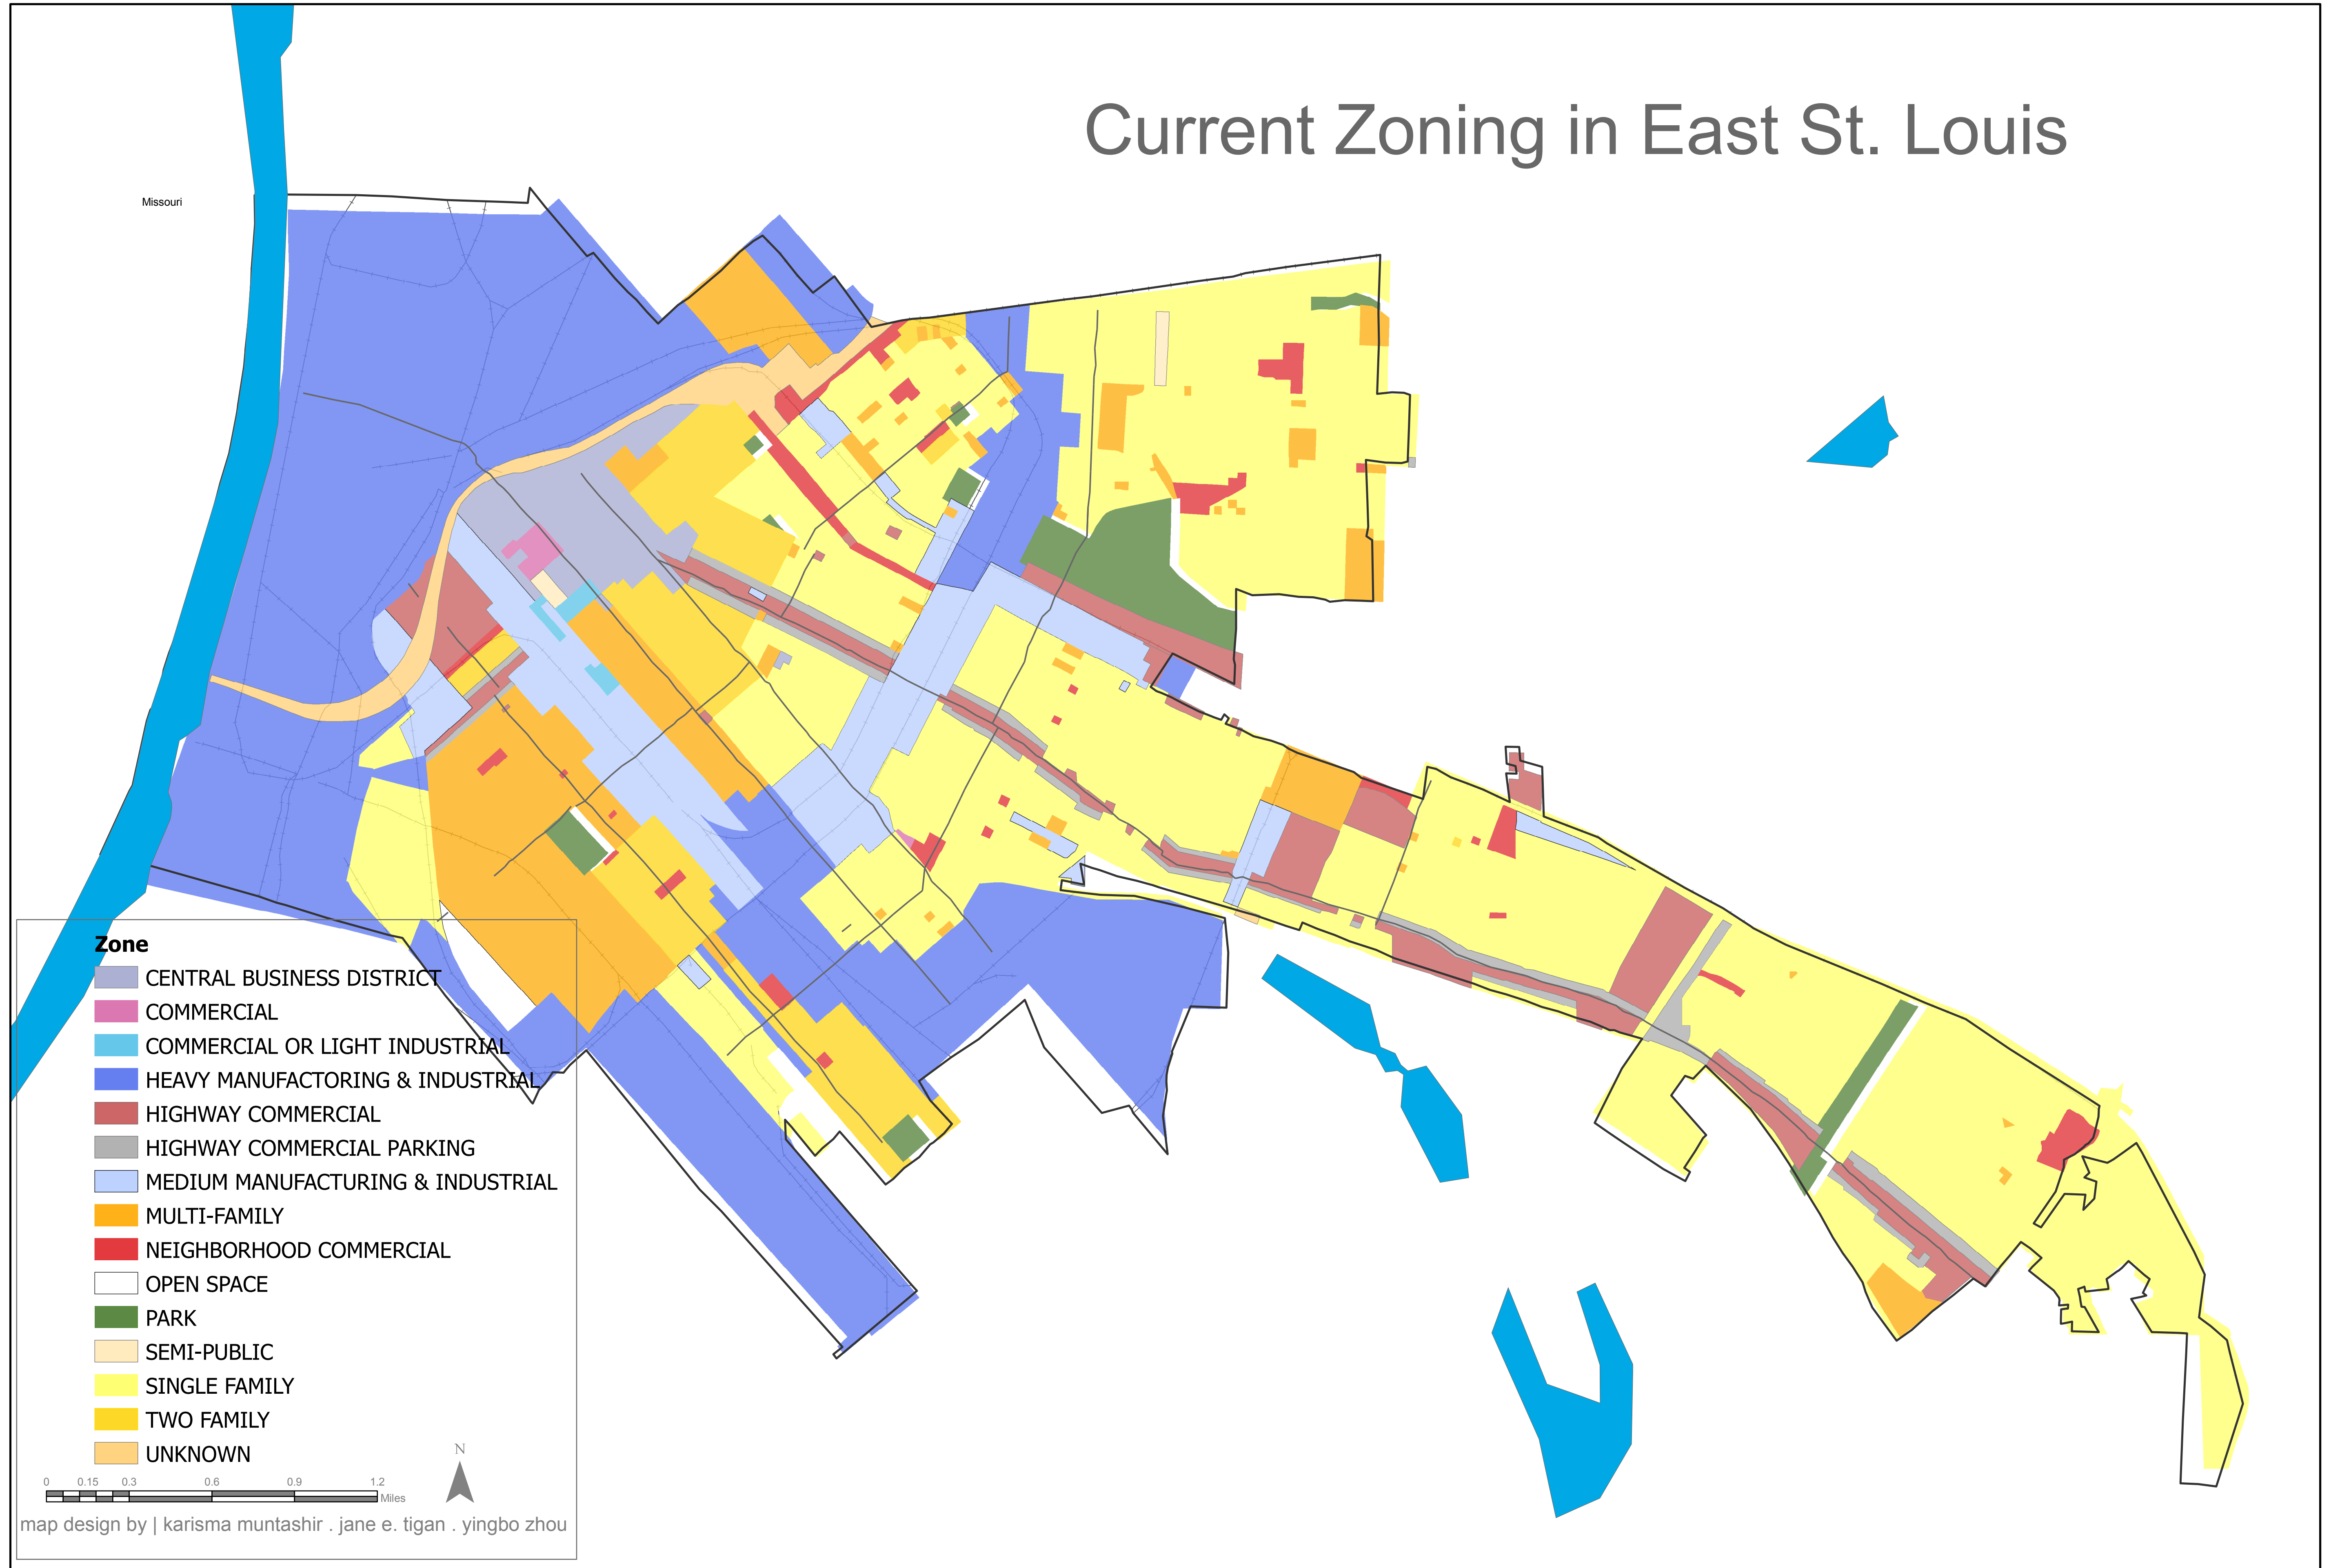 Current Zoning in East St. Louis
Missouri
Zone
CENTRAL BUSINESS DISTRICT
COMMERCIAL
COMMERCIAL OR LIGHT INDUSTRIAL
HEAVY MANUFACTORING & INDUSTRIAL
HIGHWAY COMMERCIAL
HIGHWAY COMMERCIAL PARKING
MEDIUM MANUFACTURING & INDUSTRIAL
MULTI-FAMILY
NEIGHBORHOOD COMMERCIAL
OPEN SPACE
PARK
SEMI-PUBLIC
SINGLE FAMILY
TWO FAMILY
UNKNOWN
N
0 0.15 0.3 0.6 0.9 1.2
Miles
map design by | karisma muntashir . jane e. tigan . yingbo zhou